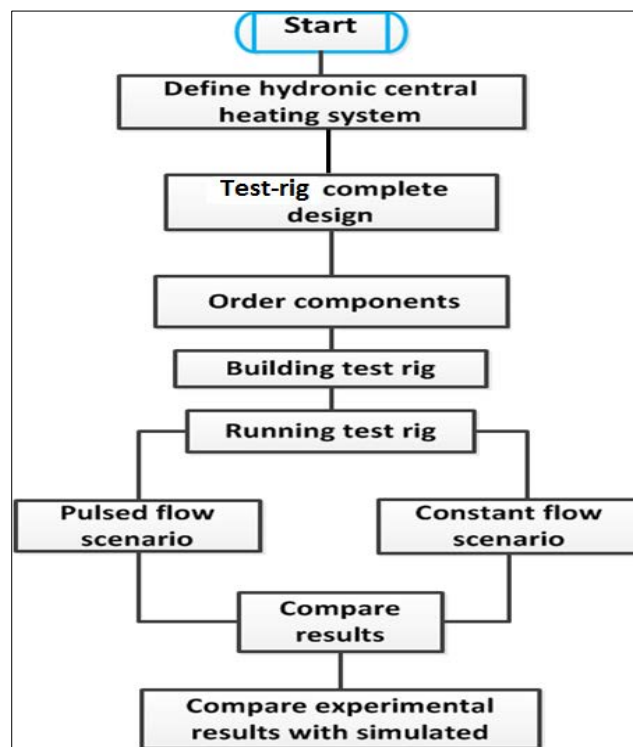 Start
Define hydronic central
heating system
Test-rig complete
design
Order components
Building test rig
Running test rig
Pulsed flow
scenario
Constant flow
scenario
Compare
results
Compare experimental
results with simulated